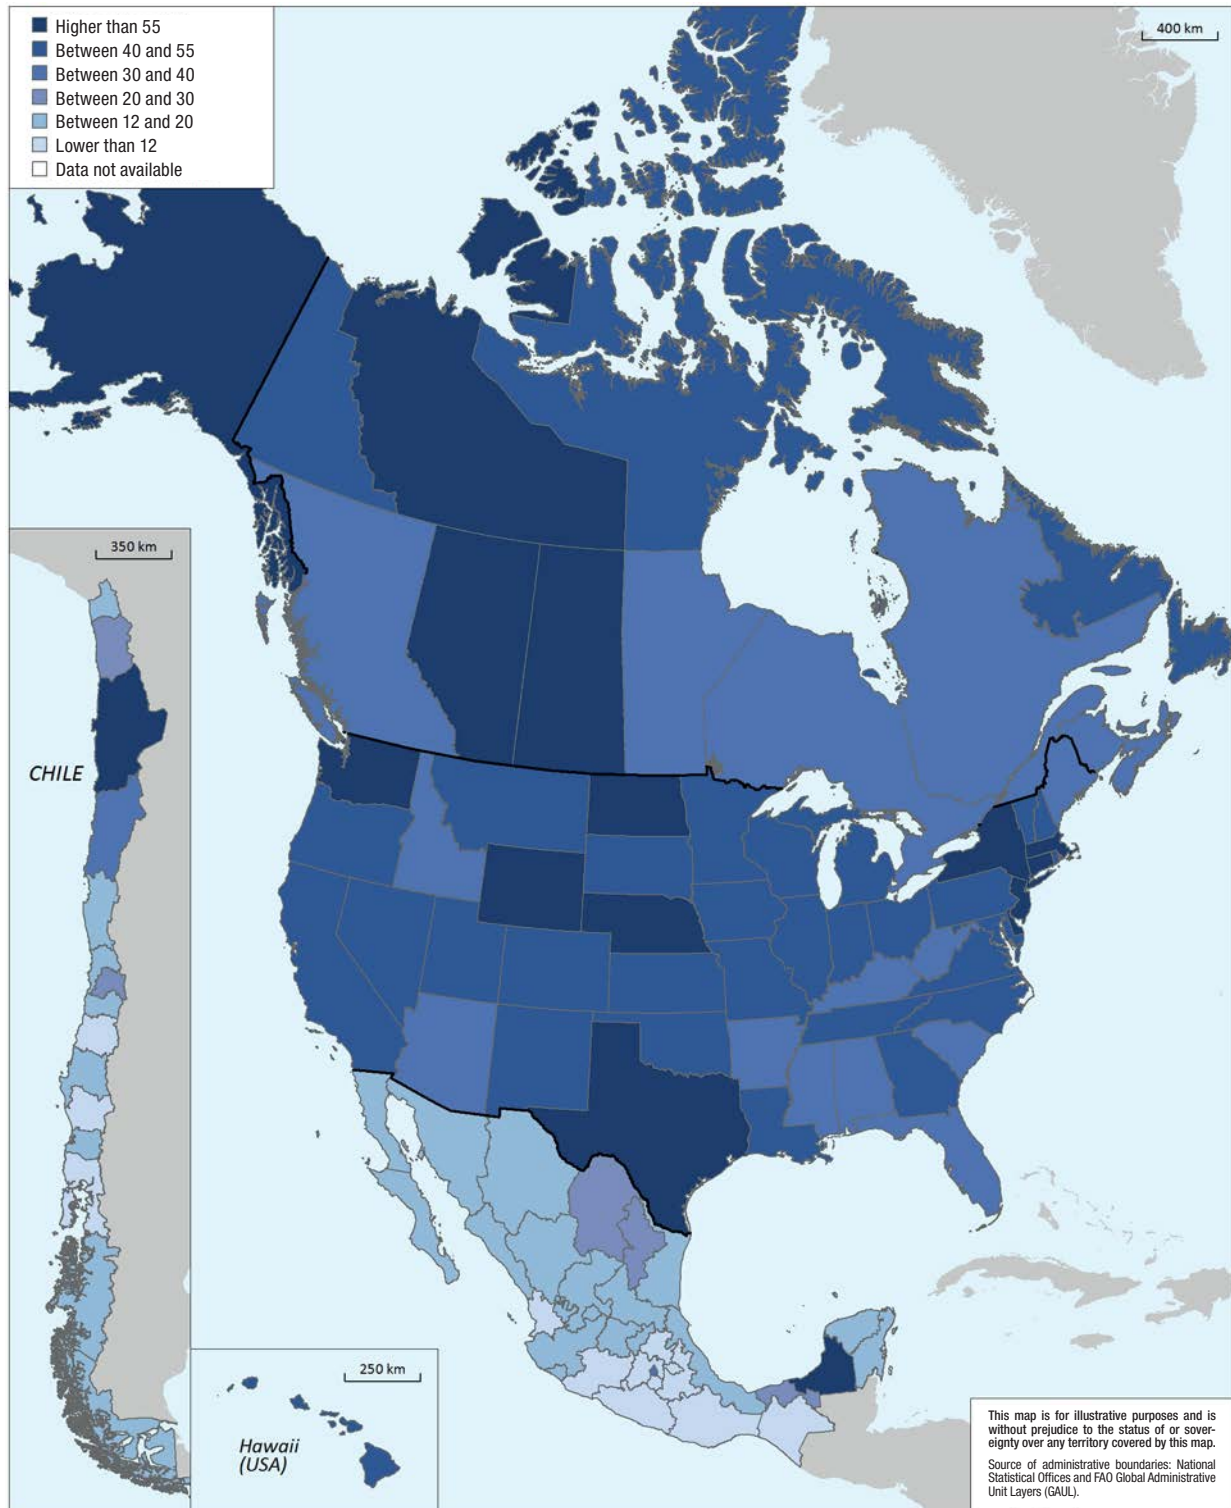 Higher than 55
Between 40 and 55
Between 30 and 40
Between 20 and 30
Between 12 and 20
Lower than 12
Data not available
400 km
350 km
CHILE
250 km
Hawaii
(USA)
This map is for illustrative purposes and is
without prejudice to the status of or sover-
eignty over any territory covered by this map.
Source of administrative boundaries: National
Statistical Offices and FAO Global Administrative
Unit Layers (GAUL).